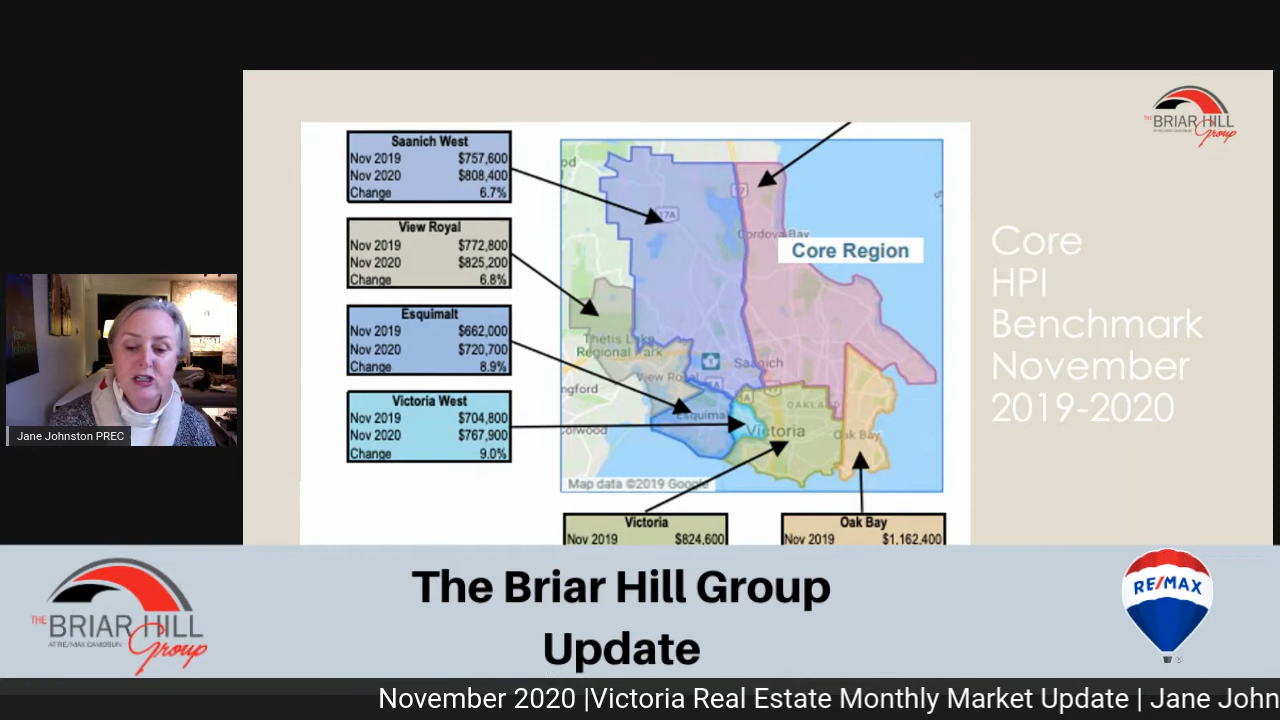 THE BRIAR HILL
Group
Saanich West
Nov 2019 $757,600
Nov 2020 $808,400
Change 6.7%
View Royal
Nov 2019 $772,800
Nov 2020 $825,200
Change 6.8%
Esquimalt
Nov 2019 $662,000
Nov 2020 $720,700
Change 8.9%
Victoria West
Nov 2019 $704,800
Nov 2020 $767,900
Change 9.0%
od
17A
17
Cordova Bay
Core Region
Thetis Lake
Regional Park
Saanich
View Royal
ngford
Esquimal
OAKLAND
Colwood
Victoria
Oak Bay
Map data ©2019 Google
Victoria
Nov 2019 $824,600
Oak Bay
Nov 2019 $1,162,400
Core
HPI
Benchmark
November
2019-2020
Jane Johnston PREC
THE BRIAR HILL
AT RE/MAX CAMOSUN
Group
The Briar Hill Group
Update
RE/MAX
November 2020 |Victoria Real Estate Monthly Market Update | Jane John